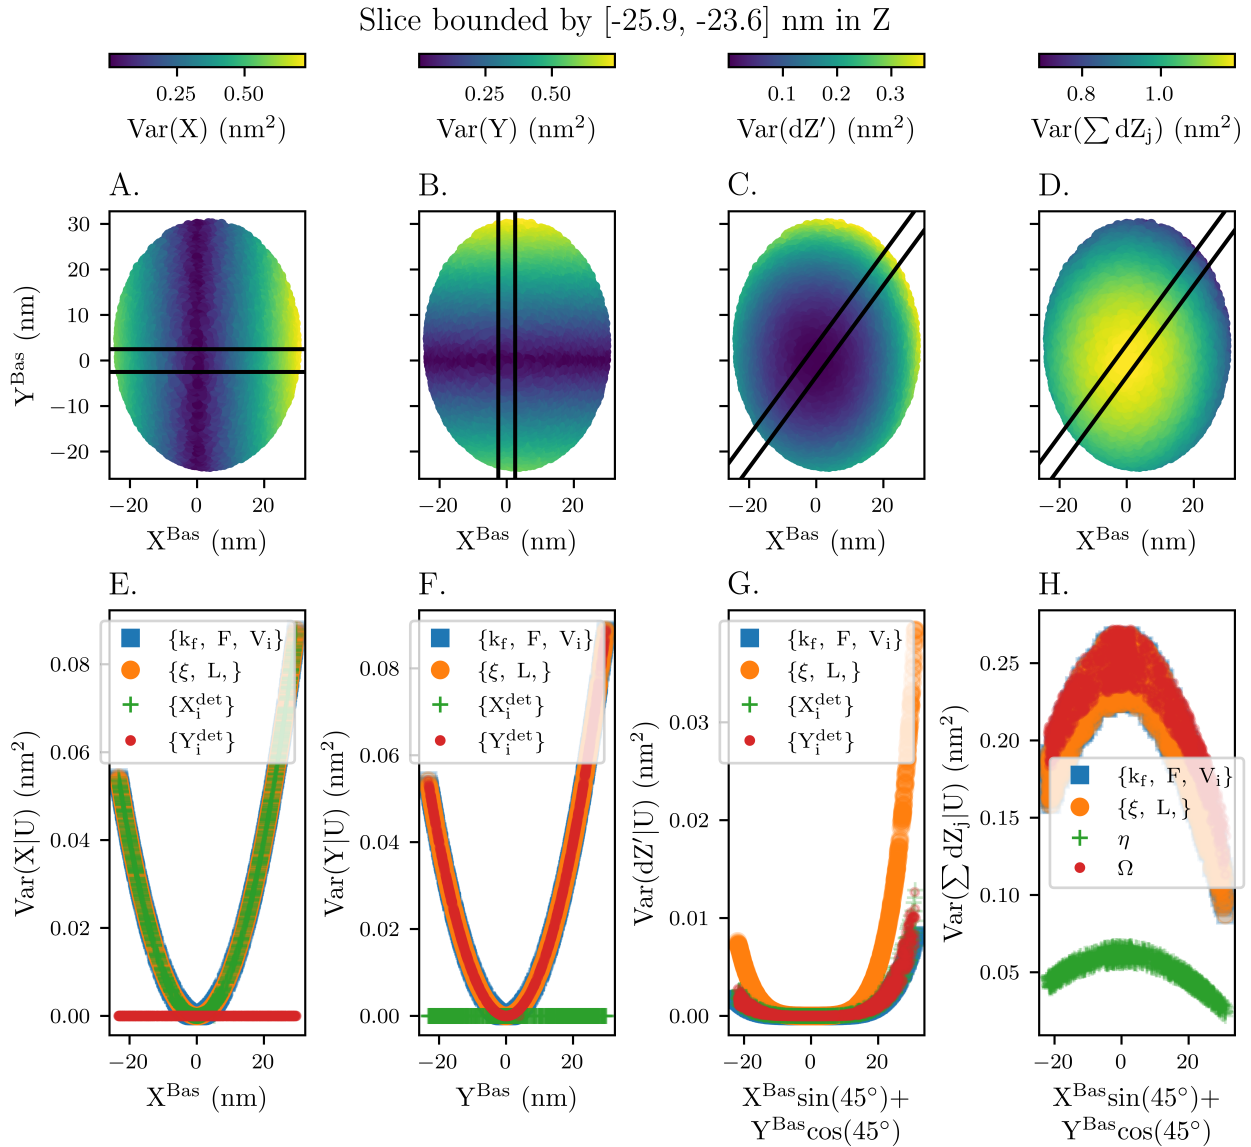 Slice bounded by [-25.9, -23.6] nm in Z
0.25 0.50
Var(X) (nm²)
0.25 0.50
Var(Y) (nm²)
0.1 0.2 0.3
Var(dZ′) (nm²)
0.8 1.0
Var(∑ dZⱼ) (nm²)
A.
B.
C.
D.
30
20
10
0
−10
−20
Y^Bas (nm)
−20 0 20
X^Bas (nm)
−20 0 20
X^Bas (nm)
−20 0 20
X^Bas (nm)
−20 0 20
X^Bas (nm)
E.
0.08
0.06
0.04
0.02
0.00
Var(X|U) (nm²)
{k_f, F, V_i}
{ξ, L,}
{X_i^det}
{Y_i^det}
−20 0 20
X^Bas (nm)
F.
0.08
0.06
0.04
0.02
0.00
Var(Y|U) (nm²)
{k_f, F, V_i}
{ξ, L,}
{X_i^det}
{Y_i^det}
−20 0 20
Y^Bas (nm)
G.
0.03
0.02
0.01
0.00
Var(dZ′|U) (nm²)
{k_f, F, V_i}
{ξ, L,}
{X_i^det}
{Y_i^det}
−20 0 20
X^Bas sin(45°)+
Y^Bas cos(45°)
H.
0.25
0.20
0.15
0.10
0.05
Var(∑ dZⱼ|U) (nm²)
{k_f, F, V_i}
{ξ, L,}
η
Ω
−20 0 20
X^Bas sin(45°)+
Y^Bas cos(45°)